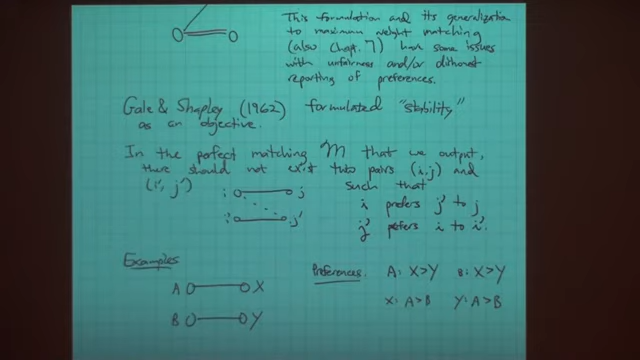 This formulation and its generalization
to maximum weight matching
(also Chapt. 7) have some issues
with unfairness and/or dishonest
reporting of preferences.
Gale & Shapley (1962) formulated "stability"
as an objective.
In the perfect matching M that we output,
there should not exist two pairs (i,j) and
(i', j') such that
i j
i' j'
i prefers j' to j
j' prefers i to i'.
Examples
A X
B Y
Preferences. A: X>Y B: X>Y
X: A>B Y: A>B